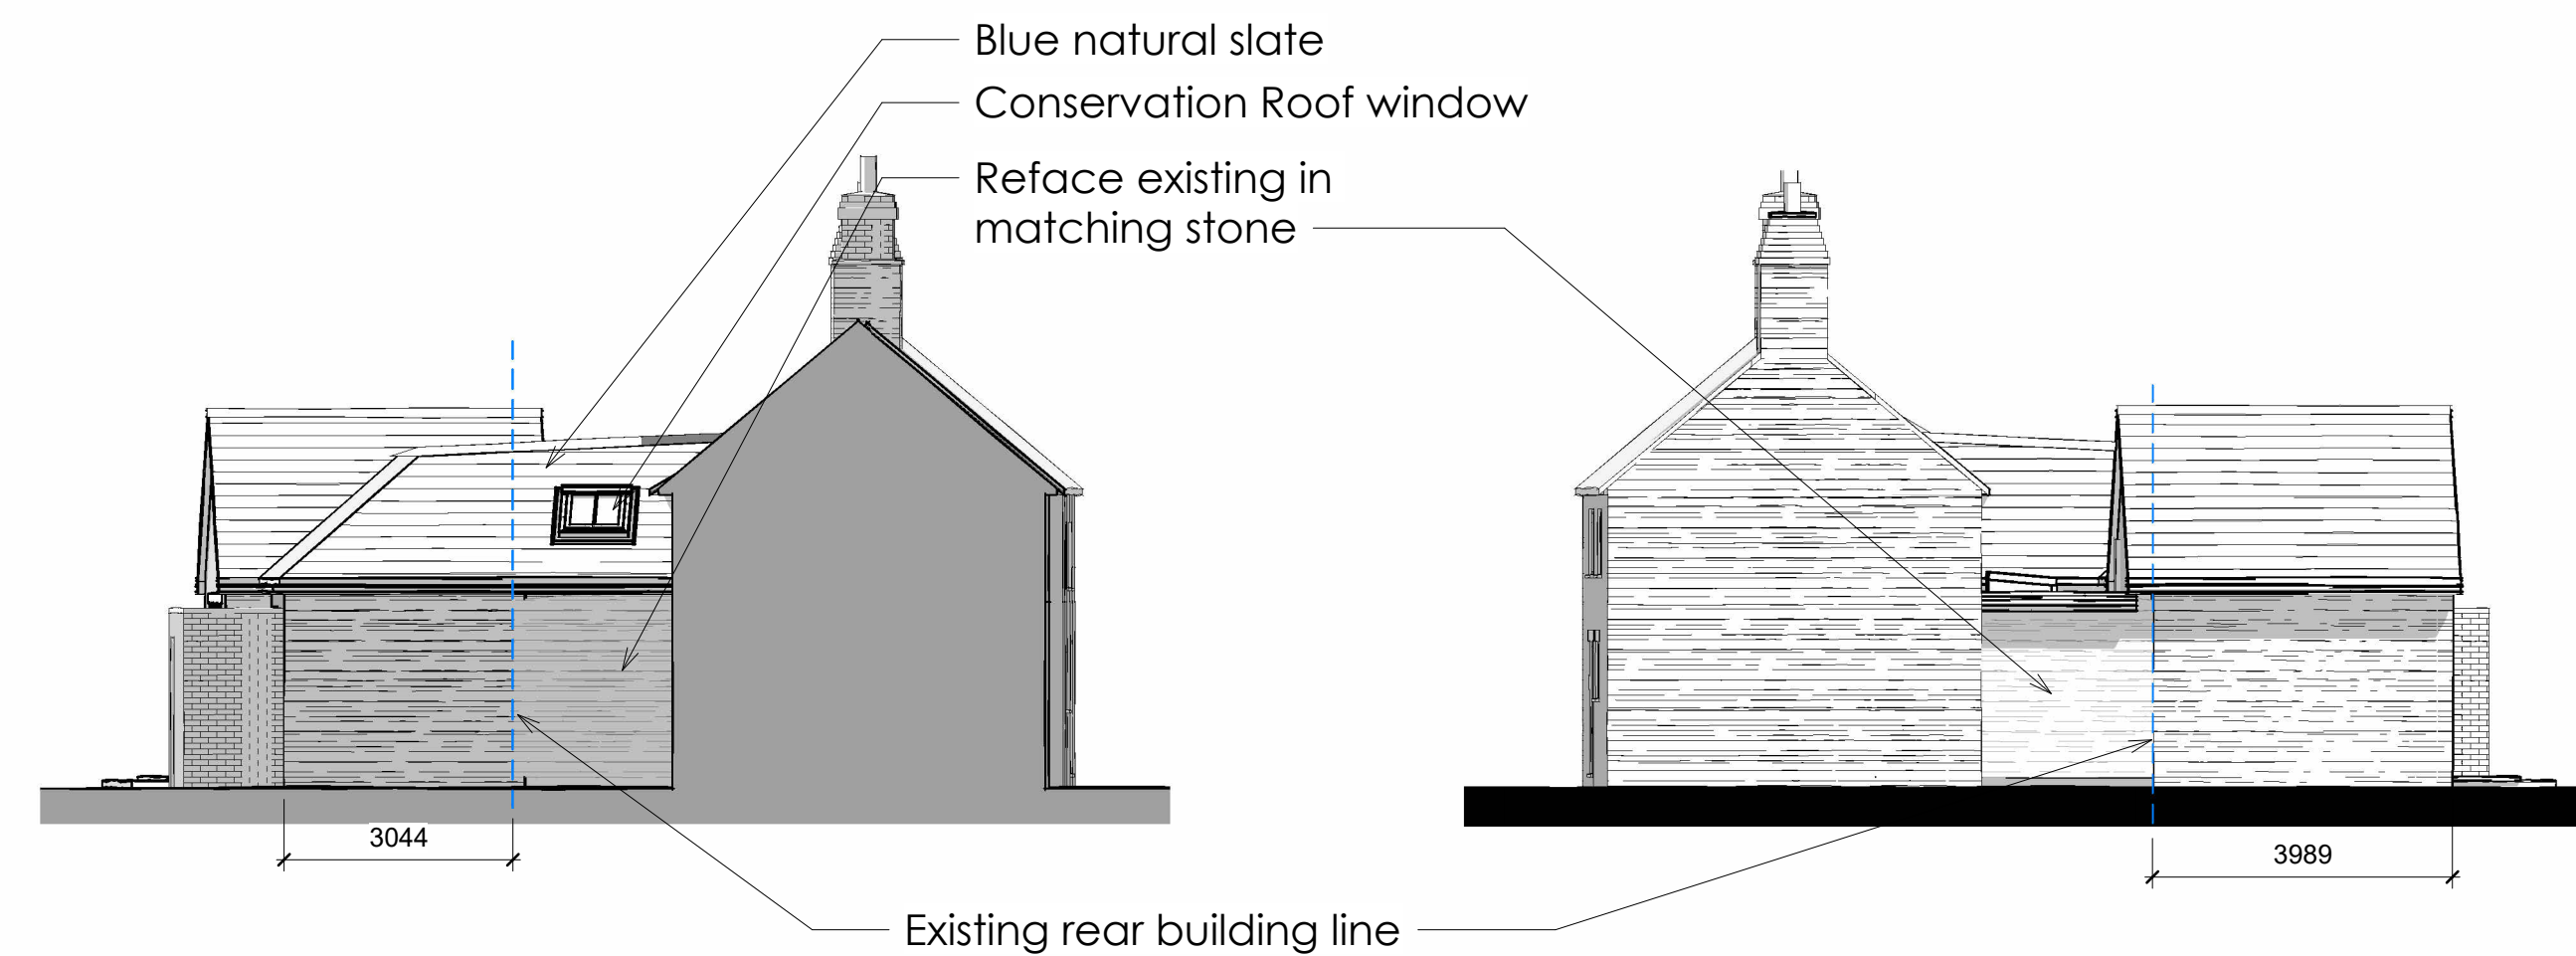 Blue natural slate
Conservation Roof window
Reface existing in
matching stone
3044
3989
Existing rear building line